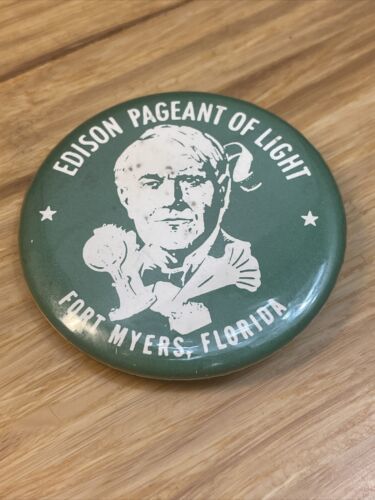 EDISON PAGEANT OF LIGHT
FORT MYERS, FLORIDA